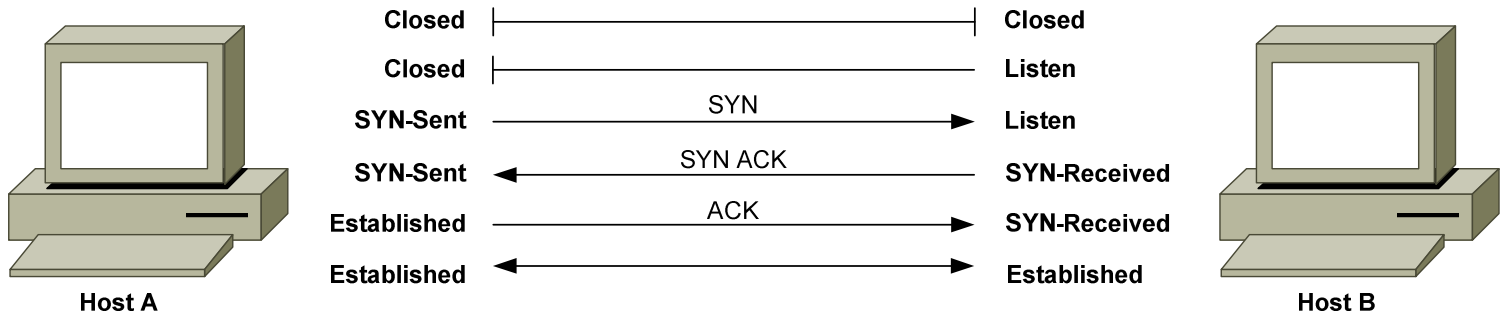 Closed Closed
Closed Listen
SYN
SYN-Sent Listen
SYN ACK
SYN-Sent SYN-Received
ACK
Established SYN-Received
Established Established
Host A Host B